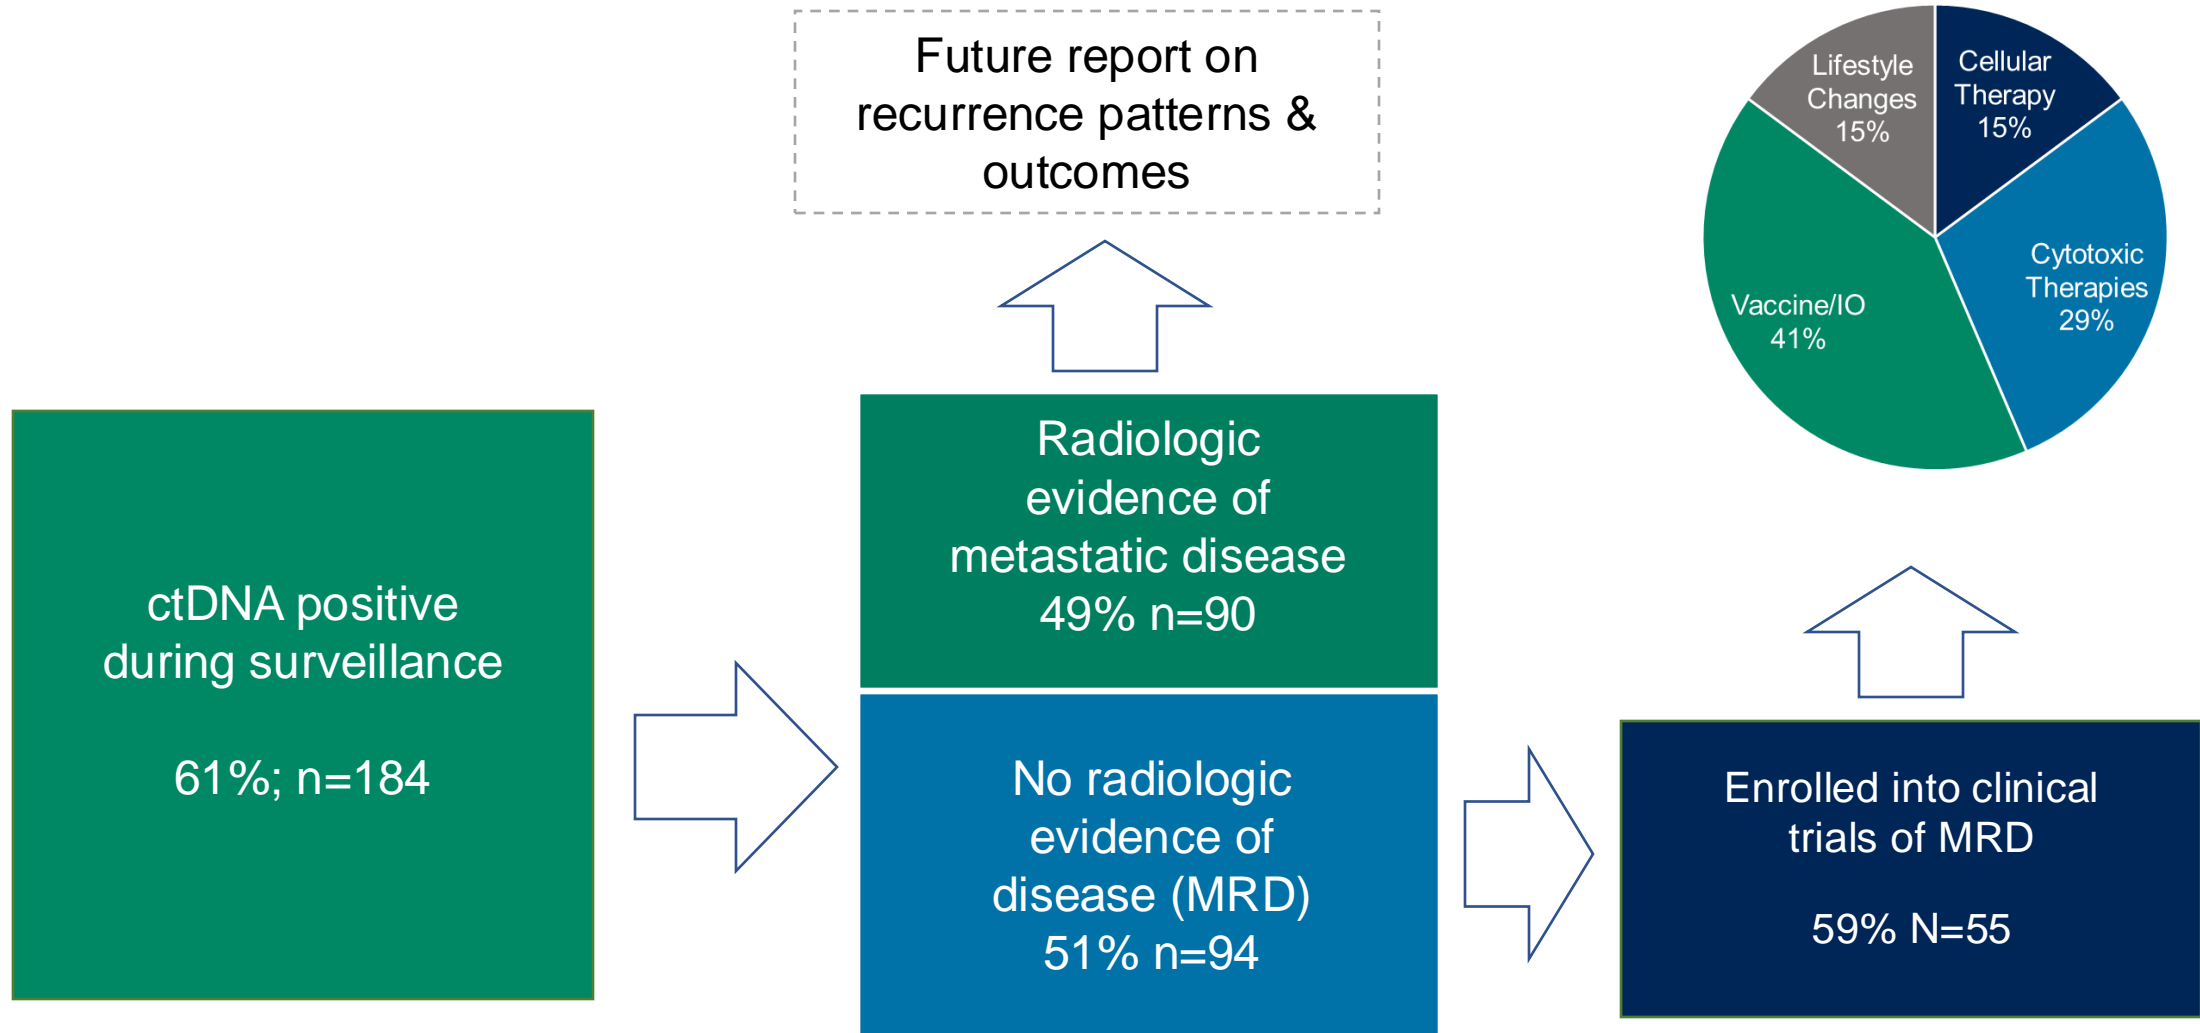 Future report on
recurrence patterns &
outcomes
Lifestyle
Changes
15%
Cellular
Therapy
15%
Cytotoxic
Therapies
29%
Vaccine/IO
41%
ctDNA positive
during surveillance
61%; n=184
Radiologic
evidence of
metastatic disease
49% n=90
No radiologic
evidence of
disease (MRD)
51% n=94
Enrolled into clinical
trials of MRD
59% N=55